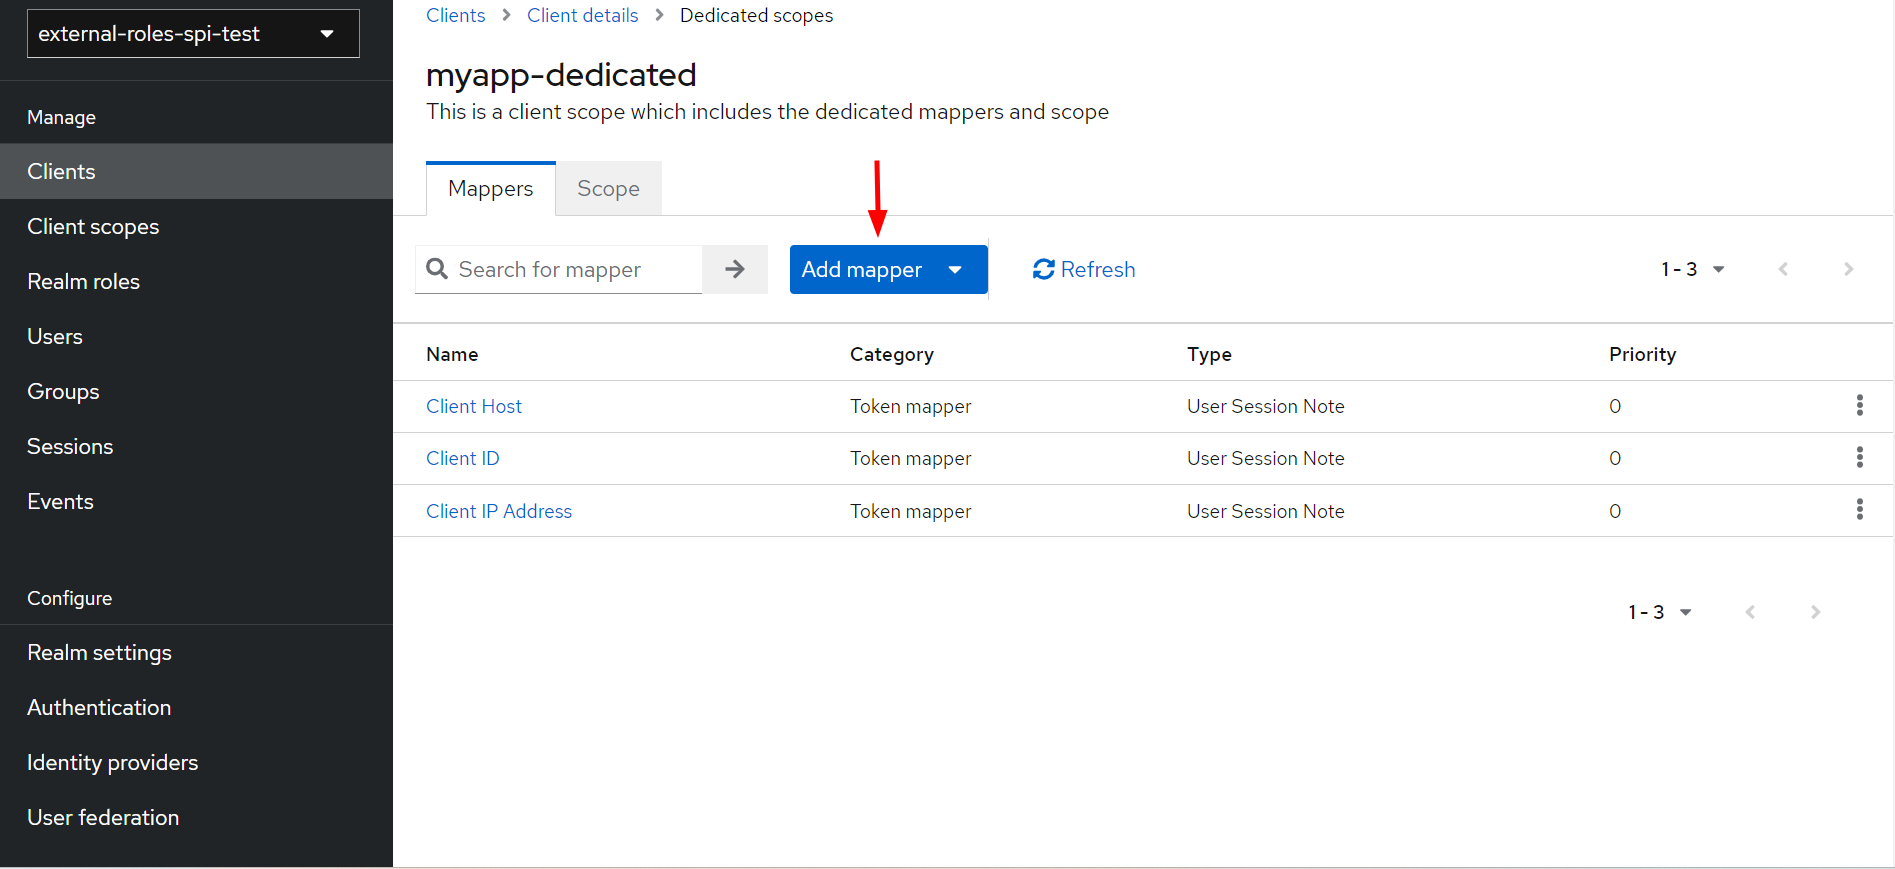 external-roles-spi-test
Manage
Clients
Client scopes
Realm roles
Users
Groups
Sessions
Events
Configure
Realm settings
Authentication
Identity providers
User federation
Clients > Client details > Dedicated scopes
myapp-dedicated
This is a client scope which includes the dedicated mappers and scope
Mappers Scope
Search for mapper Add mapper Refresh 1 - 3
Name Category Type Priority
Client Host Token mapper User Session Note 0
Client ID Token mapper User Session Note 0
Client IP Address Token mapper User Session Note 0
1 - 3